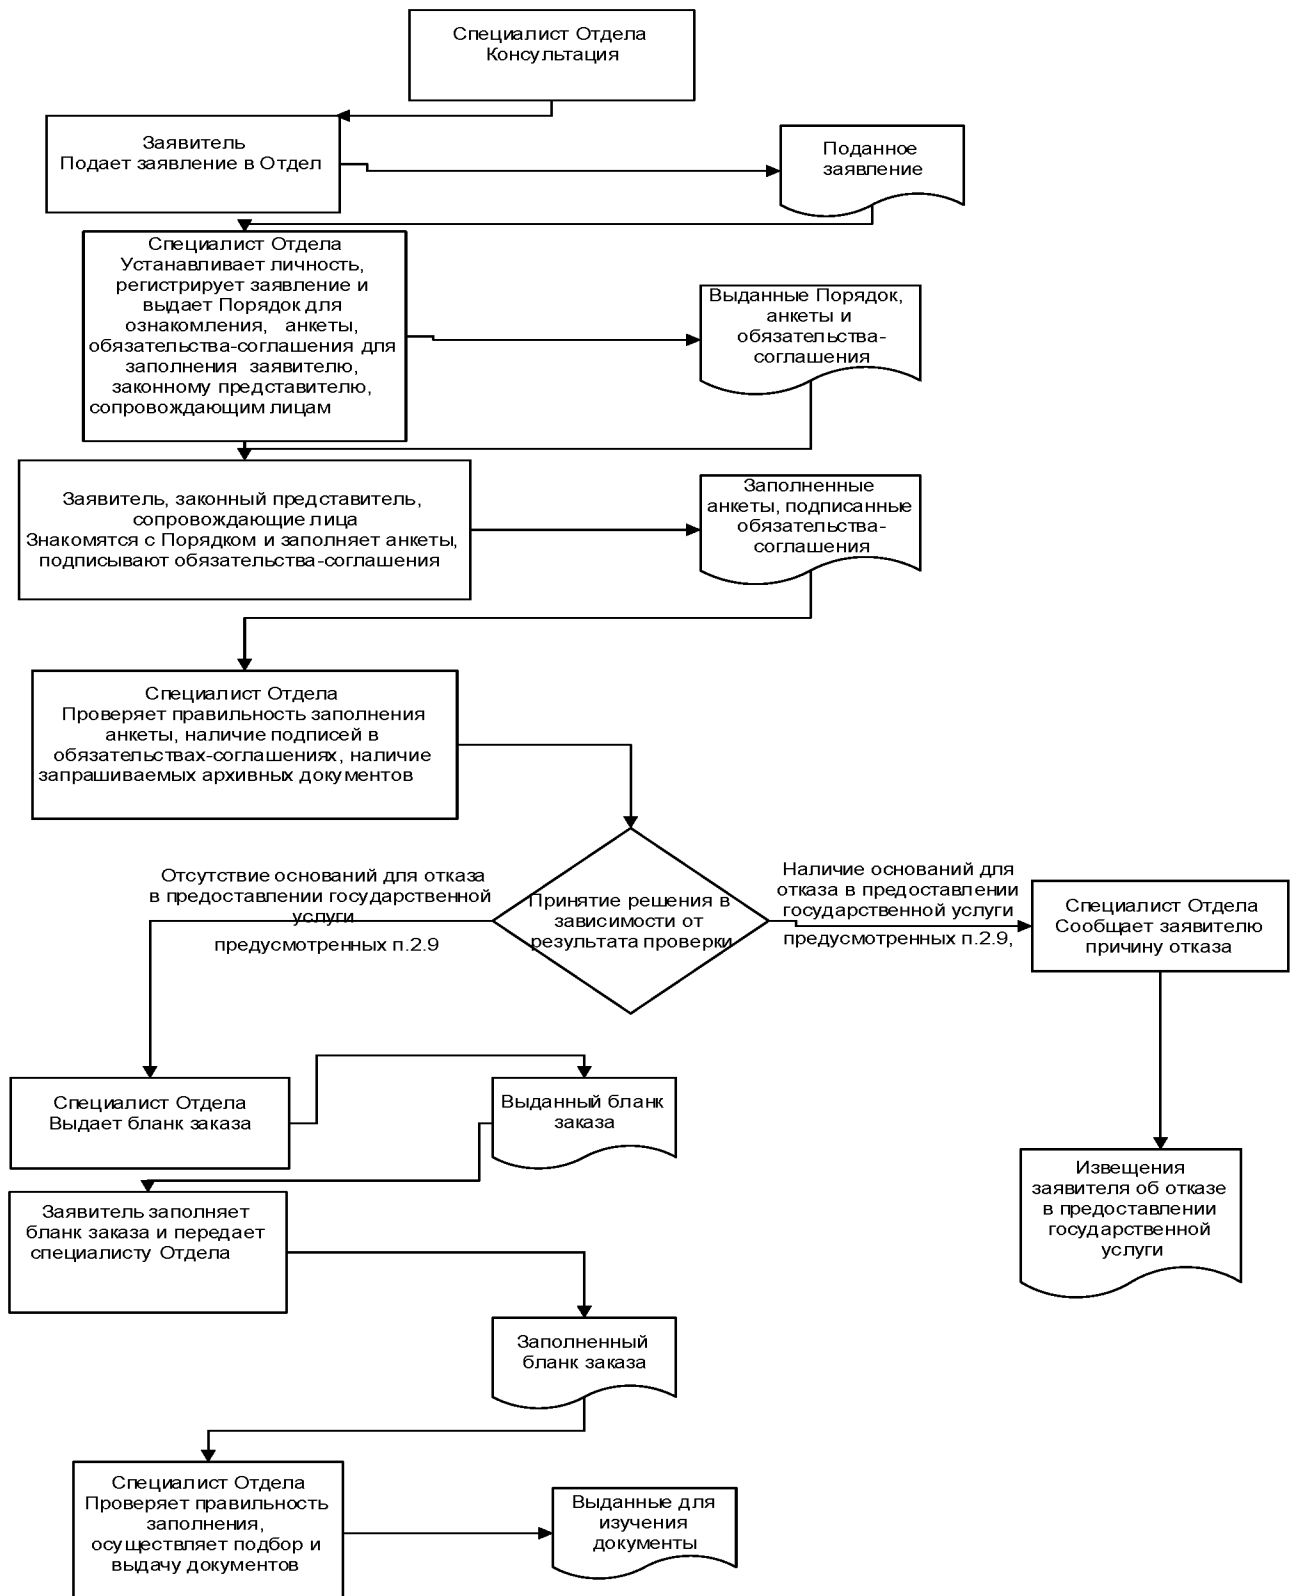 Специалист Отдела
Консультация
Заявитель
Подает заявление в Отдел
Поданное
заявление
Специалист Отдела
Устанавливает личность,
регистрирует заявление и
выдает Порядок для
ознакомления, анкеты,
обязательства-соглашения для
заполнения заявителю,
законному представителю,
сопровождающим лицам
Выданные Порядок,
анкеты и
обязательства-
соглашения
Заявитель, законный представитель,
сопровождающие лица
Знакомятся с Порядком и заполняет анкеты,
подписывают обязательства-соглашения
Заполненные
анкеты, подписанные
обязательства-
соглашения
Специалист Отдела
Проверяет правильность заполнения
анкеты, наличие подписей в
обязательствах-соглашениях, наличие
запрашиваемых архивных документов
Отсутствие оснований для отказа
в предоставлении государственной
услуги
предусмотренных п.2.9
Принятие решения в
зависимости от
результата проверки
Наличие оснований для
отказа в предоставлении
государственной услуги
предусмотренных п.2.9,
Специалист Отдела
Сообщает заявителю
причину отказа
Специалист Отдела
Выдает бланк заказа
Выданный бланк
заказа
Извещения
заявителя об отказе
в предоставлении
государственной
услуги
Заявитель заполняет
бланк заказа и передает
специалисту Отдела
Заполненный
бланк заказа
Специалист Отдела
Проверяет правильность
заполнения,
осуществляет подбор и
выдачу документов
Выданные для
изучения
документы